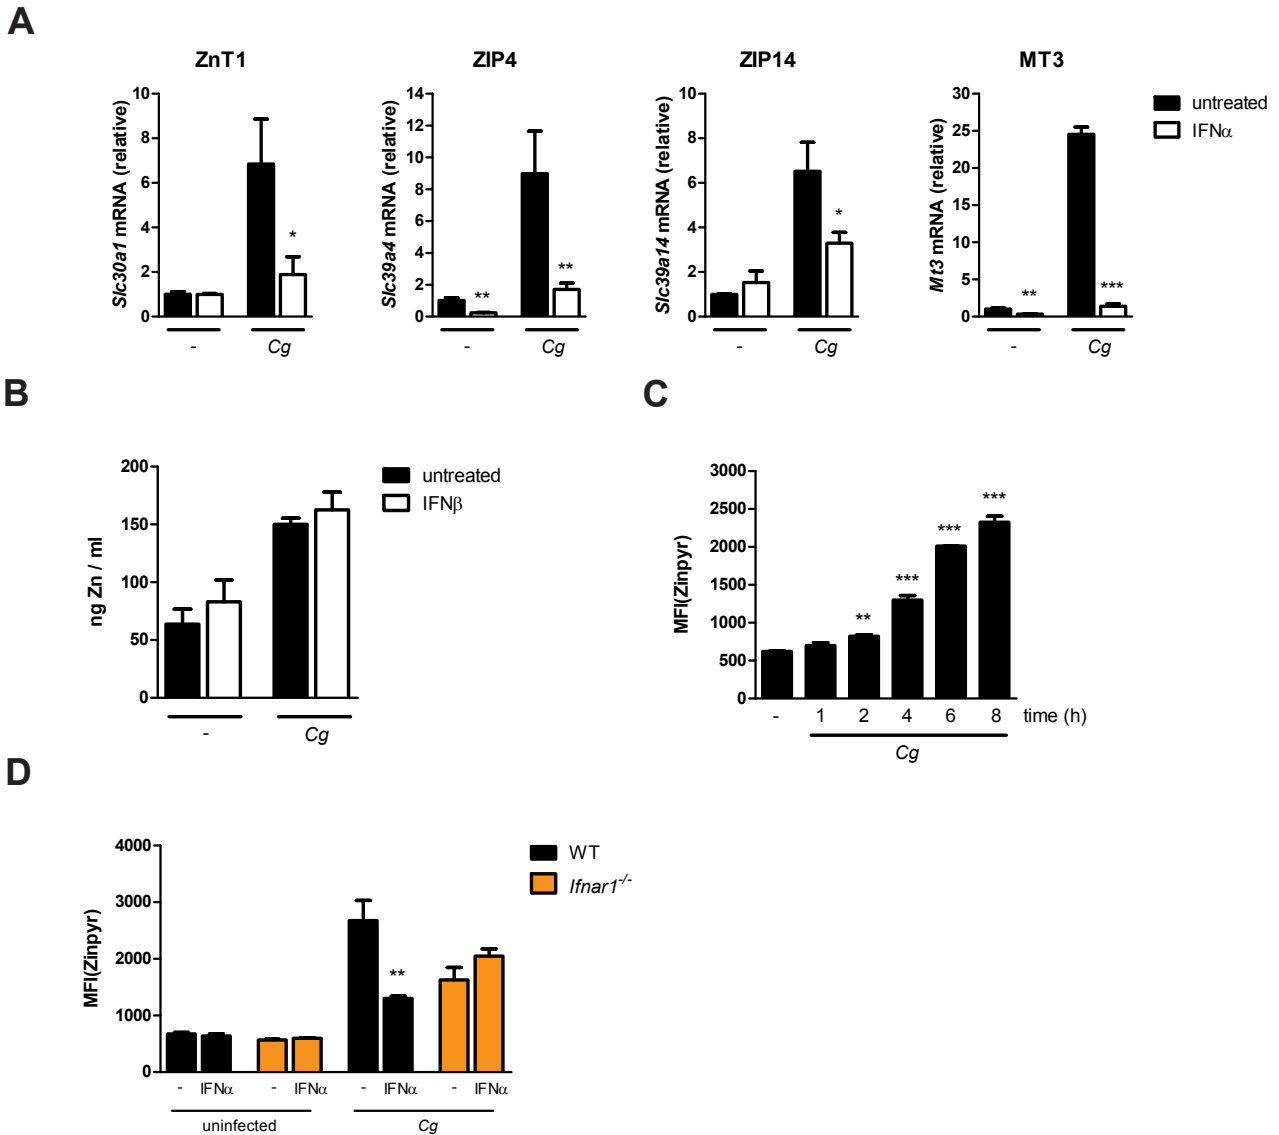 A
ZnT1
ZIP4
ZIP14
MT3
Slc30a1 mRNA (relative)
10
8
6
4
2
0
*
-
Cg
Slc39a4 mRNA (relative)
14
12
10
8
6
4
2
0
**
**
-
Cg
Slc39a14 mRNA (relative)
10
8
6
4
2
0
*
-
Cg
Mt3 mRNA (relative)
30
25
20
15
10
5
0
**
***
-
Cg
untreated
IFNα
B
ng Zn / ml
200
150
100
50
0
-
Cg
untreated
IFNβ
C
MFI(Zinpyr)
3000
2500
2000
1500
1000
500
0
**
***
***
***
- 1 2 4 6 8 time (h)
Cg
D
MFI(Zinpyr)
4000
3000
2000
1000
0
**
- IFNα - IFNα - IFNα - IFNα
uninfected Cg
WT
Ifnar1-/-